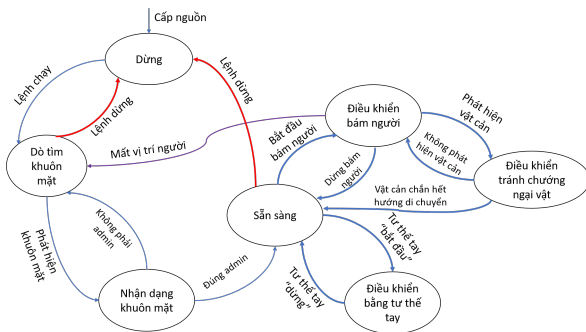 Cấp nguồn
Dừng
Lệnh chạy
Lệnh dừng
Lệnh dừng
Dò tìm
khuôn
mặt
Mất vị trí người
Bắt đầu
bám người
Điều khiển
bám người
Phát hiện
vật cản
Không phát
hiện vật cản
Điều khiển
tránh chướng
ngại vật
Dừng bám
người
Vật cản chắn hết
hướng di chuyển
Sẵn sàng
Phát hiện
khuôn mặt
Không phải
admin
Nhận dạng
khuôn mặt
Đúng admin
Tư thế tay
"bắt đầu"
Tư thế tay
"dừng"
Điều khiển
bằng tư thế
tay